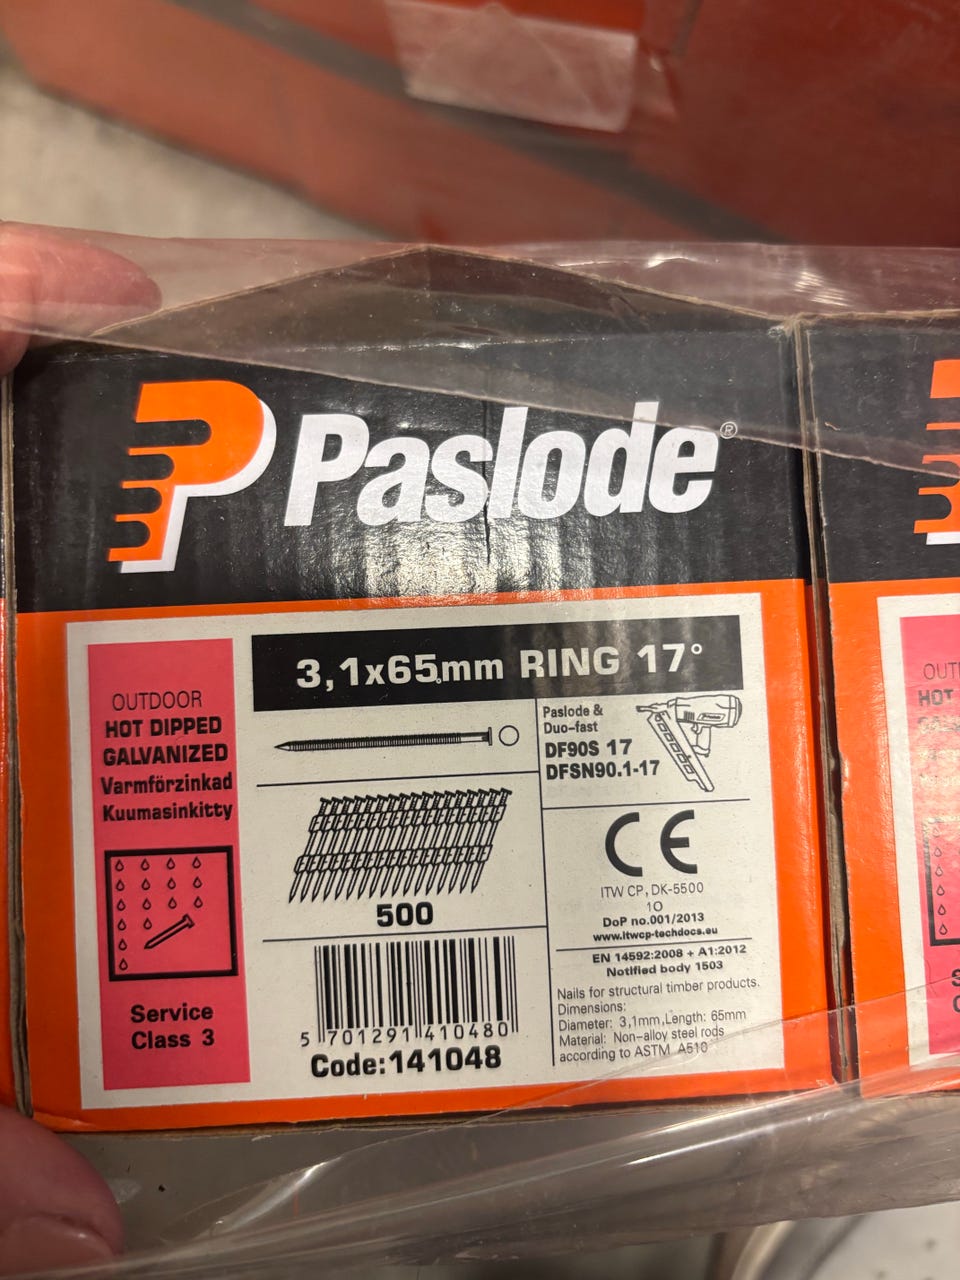 Paslode®
3,1x65mm RING 17°
OUTDOOR
HOT DIPPED
GALVANIZED
Varmförzinkad
Kuumasinkitty
Service
Class 3
500
5 701291 410480
Code:141048
Paslode &
Duo-fast
DF90S 17
DFSN90.1-17
Paslode
CE
ITW CP, DK-5500
10
DoP no.001/2013
www.itwcp-techdocs.eu
EN 14592:2008 + A1:2012
Notified body 1503
Nails for structural timber products.
Dimensions:
Diameter: 3,1mm,Length: 65mm
Material: Non-alloy steel rods
according to ASTM A510
OUT
HOT